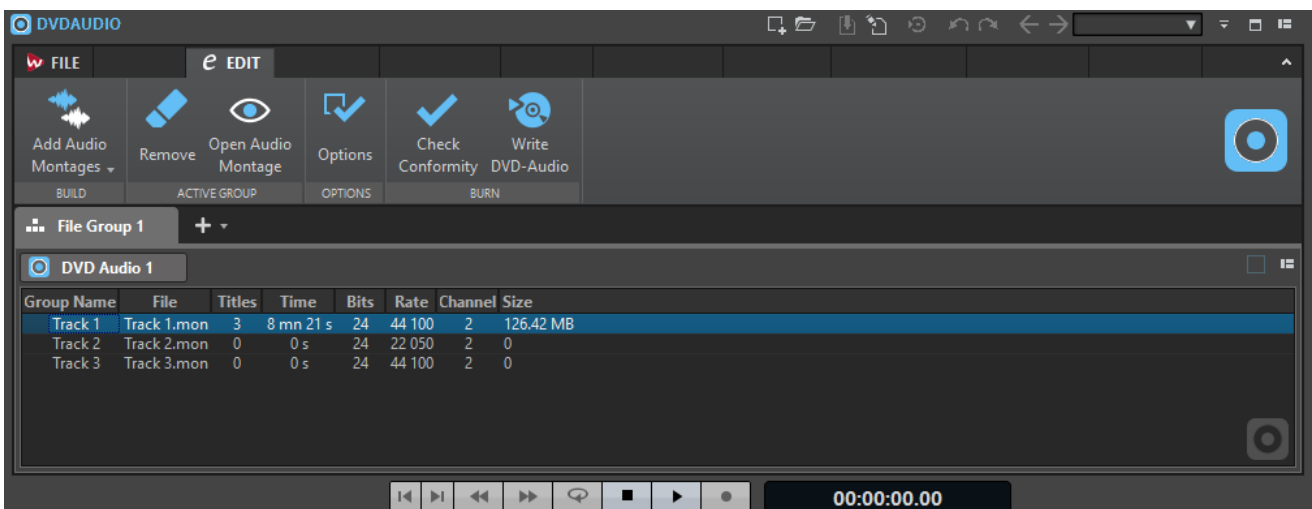 DVDAUDIO
FILE EDIT
Add Audio Montages Remove Open Audio Montage Options Check Conformity Write DVD-Audio
BUILD ACTIVE GROUP OPTIONS BURN
File Group 1 +
DVD Audio 1
Group Name File Titles Time Bits Rate Channel Size
Track 1 Track 1.mon 3 8 mn 21 s 24 44 100 2 126.42 MB
Track 2 Track 2.mon 0 0 s 24 22 050 2 0
Track 3 Track 3.mon 0 0 s 24 44 100 2 0
00:00:00.00